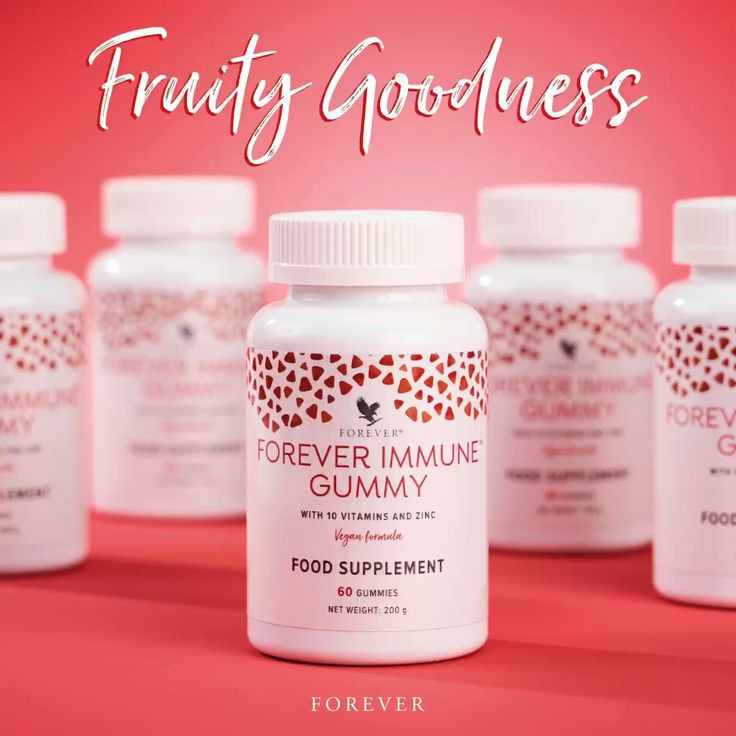 Fruity Goodness
FOREVER®
FOREVER IMMUNE™
GUMMY
WITH 10 VITAMINS AND ZINC
Vegan formula
FOOD SUPPLEMENT
60 GUMMIES
NET WEIGHT: 200 g
FOREVER